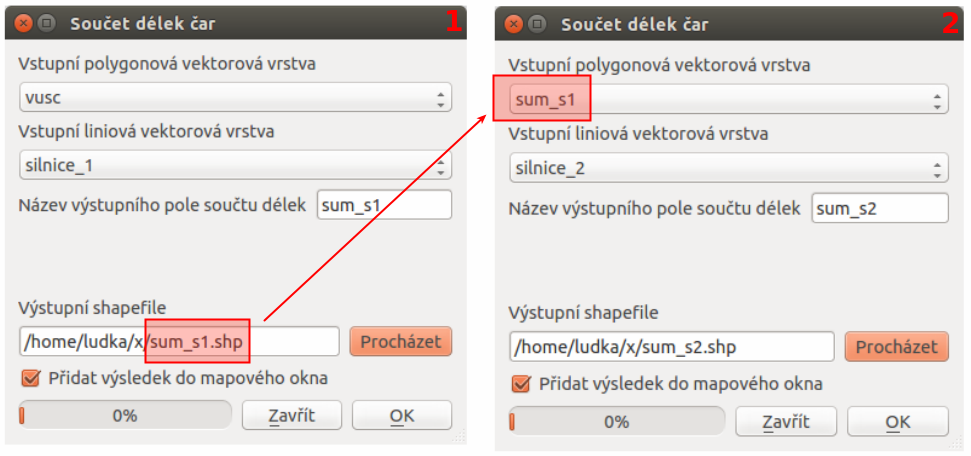 Součet délek čar 1
Vstupní polygonová vektorová vrstva
vusc
Vstupní liniová vektorová vrstva
silnice_1
Název výstupního pole součtu délek sum_s1
Výstupní shapefile
/home/ludka/x/sum_s1.shp Procházet
Přidat výsledek do mapového okna
0% Zavřít OK
Součet délek čar 2
Vstupní polygonová vektorová vrstva
sum_s1
Vstupní liniová vektorová vrstva
silnice_2
Název výstupního pole součtu délek sum_s2
Výstupní shapefile
/home/ludka/x/sum_s2.shp Procházet
Přidat výsledek do mapového okna
0% Zavřít OK